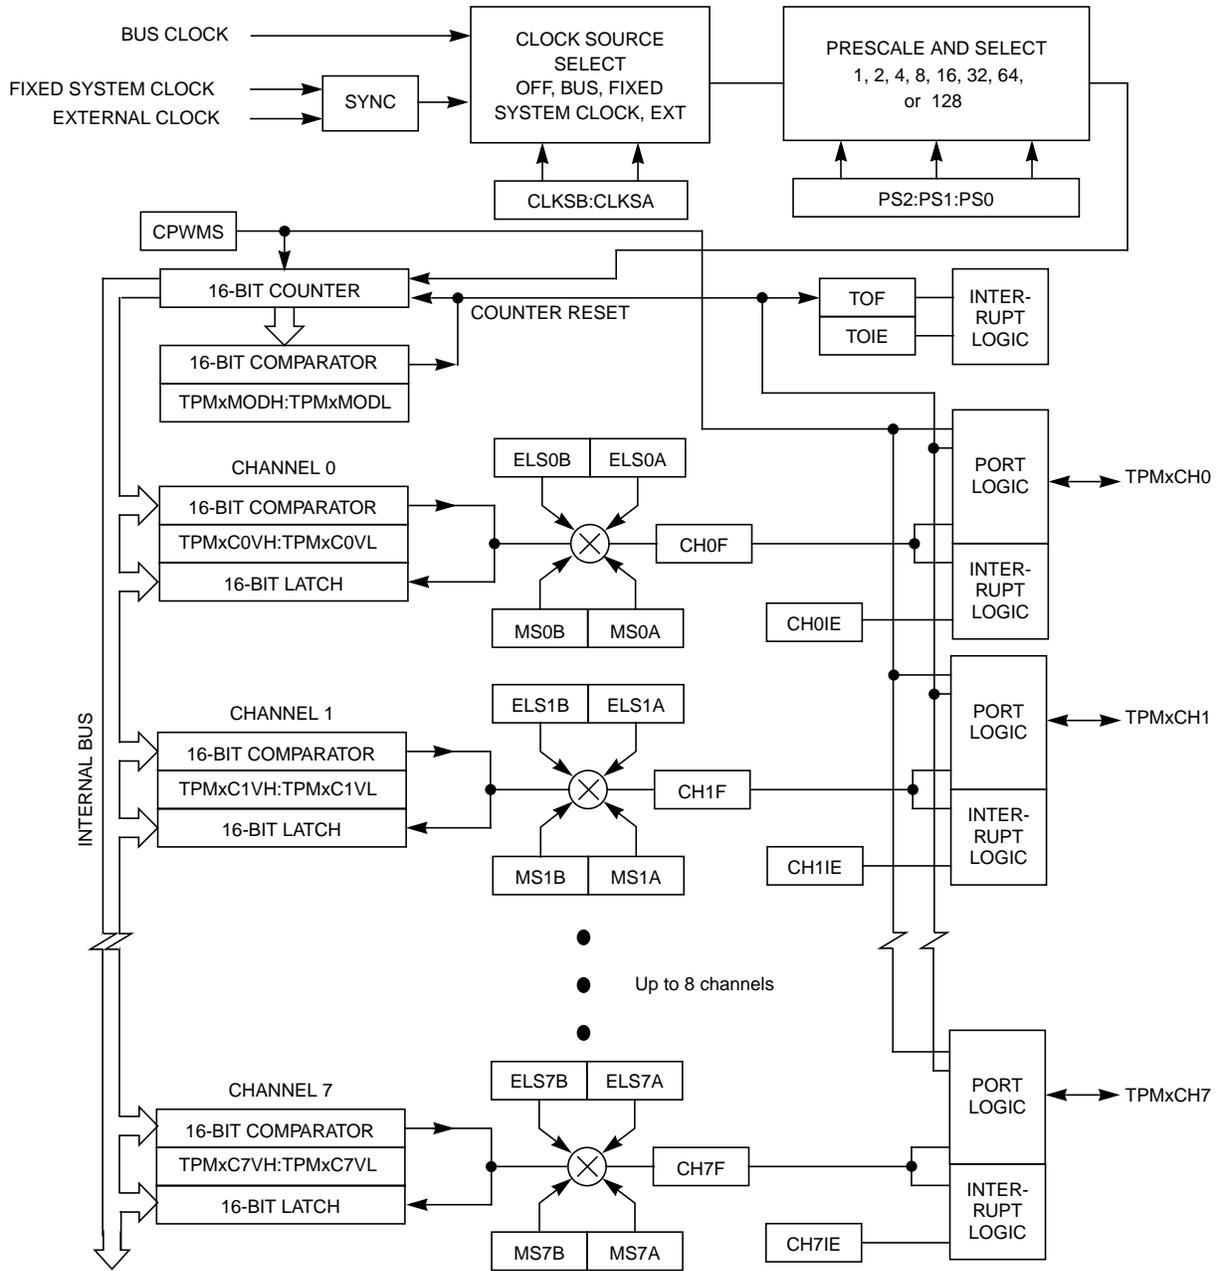 BUS CLOCK
FIXED SYSTEM CLOCK
EXTERNAL CLOCK
SYNC
CLOCK SOURCE
SELECT
OFF, BUS, FIXED
SYSTEM CLOCK, EXT
PRESCALE AND SELECT
1, 2, 4, 8, 16, 32, 64,
or 128
CLKSB:CLKSA
PS2:PS1:PS0
CPWMS
16-BIT COUNTER
COUNTER RESET
TOF
TOIE
INTER-
RUPT
LOGIC
16-BIT COMPARATOR
TPMxMODH:TPMxMODL
INTERNAL BUS
CHANNEL 0
16-BIT COMPARATOR
TPMxC0VH:TPMxC0VL
16-BIT LATCH
ELS0B
ELS0A
CH0F
MS0B
MS0A
CH0IE
PORT
LOGIC
INTER-
RUPT
LOGIC
TPMxCH0
CHANNEL 1
16-BIT COMPARATOR
TPMxC1VH:TPMxC1VL
16-BIT LATCH
ELS1B
ELS1A
CH1F
MS1B
MS1A
CH1IE
PORT
LOGIC
INTER-
RUPT
LOGIC
TPMxCH1
Up to 8 channels
CHANNEL 7
16-BIT COMPARATOR
TPMxC7VH:TPMxC7VL
16-BIT LATCH
ELS7B
ELS7A
CH7F
MS7B
MS7A
CH7IE
PORT
LOGIC
INTER-
RUPT
LOGIC
TPMxCH7